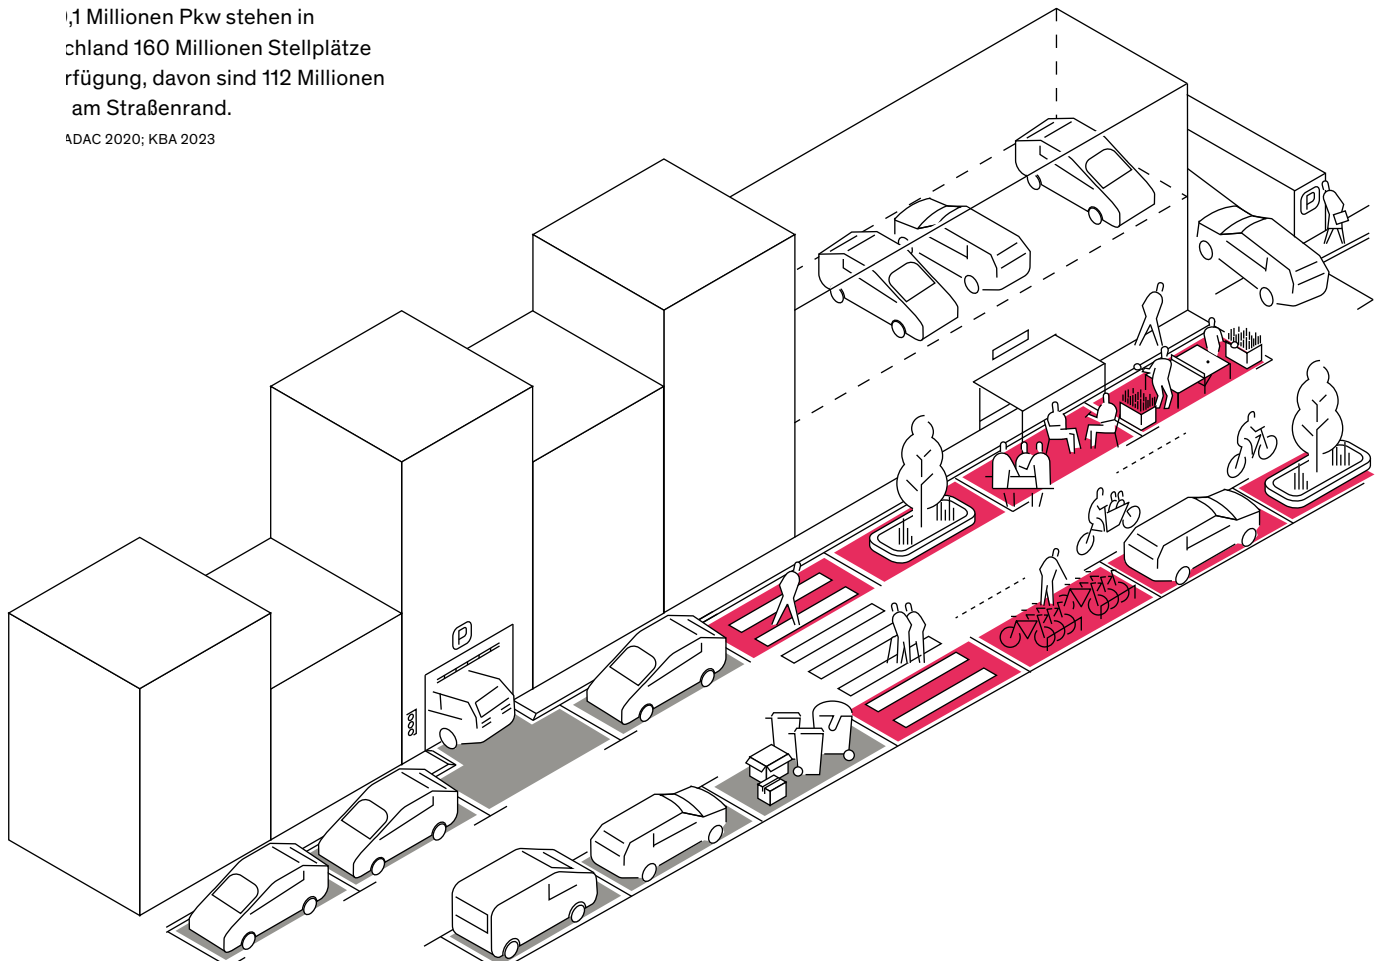 ,1 Millionen Pkw stehen in
chland 160 Millionen Stellplätze
rfügung, davon sind 112 Millionen
am Straßenrand.
ADAC 2020; KBA 2023
P
P